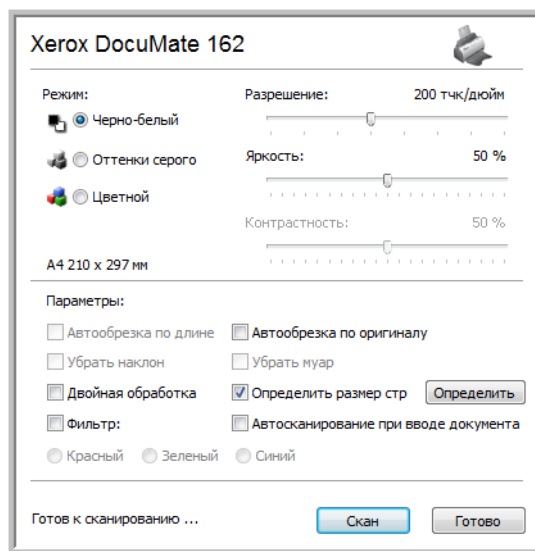 Xerox DocuMate 162
Режим: Разрешение: 200 тчк/дюйм
Черно-белый
Оттенки серого Яркость: 50 %
Цветной
Контрастность: 50 %
A4 210 x 297 мм
Параметры:
Автообрезка по длине Автообрезка по оригиналу
Убрать наклон Убрать муар
Двойная обработка Определить размер стр Определить
Фильтр: Автосканирование при вводе документа
Красный Зеленый Синий
Готов к сканированию ... Скан Готово